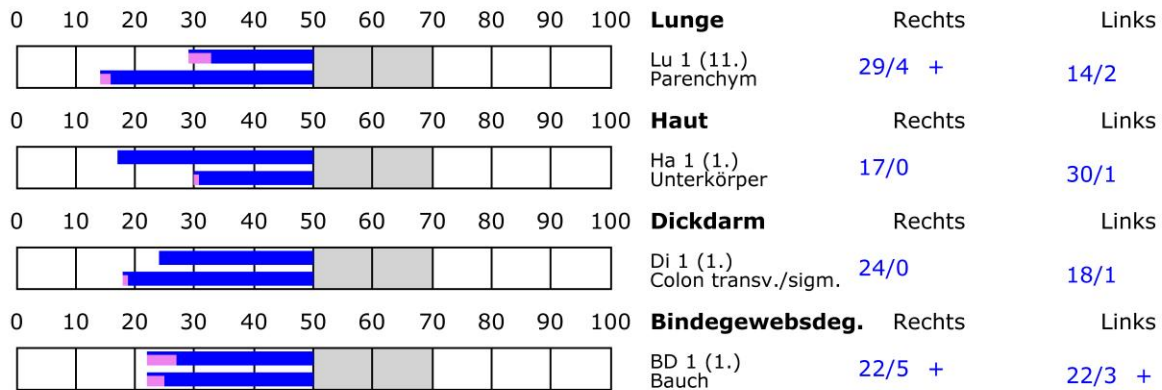 0 10 20 30 40 50 60 70 80 90 100 Lunge Rechts Links
Lu 1 (11.) 29/4 + 14/2
Parenchym
0 10 20 30 40 50 60 70 80 90 100 Haut Rechts Links
Ha 1 (1.) 17/0 30/1
Unterkörper
0 10 20 30 40 50 60 70 80 90 100 Dickdarm Rechts Links
Di 1 (1.) 24/0 18/1
Colon transv./sigm.
0 10 20 30 40 50 60 70 80 90 100 Bindegewebsdeg. Rechts Links
BD 1 (1.) 22/5 + 22/3 +
Bauch